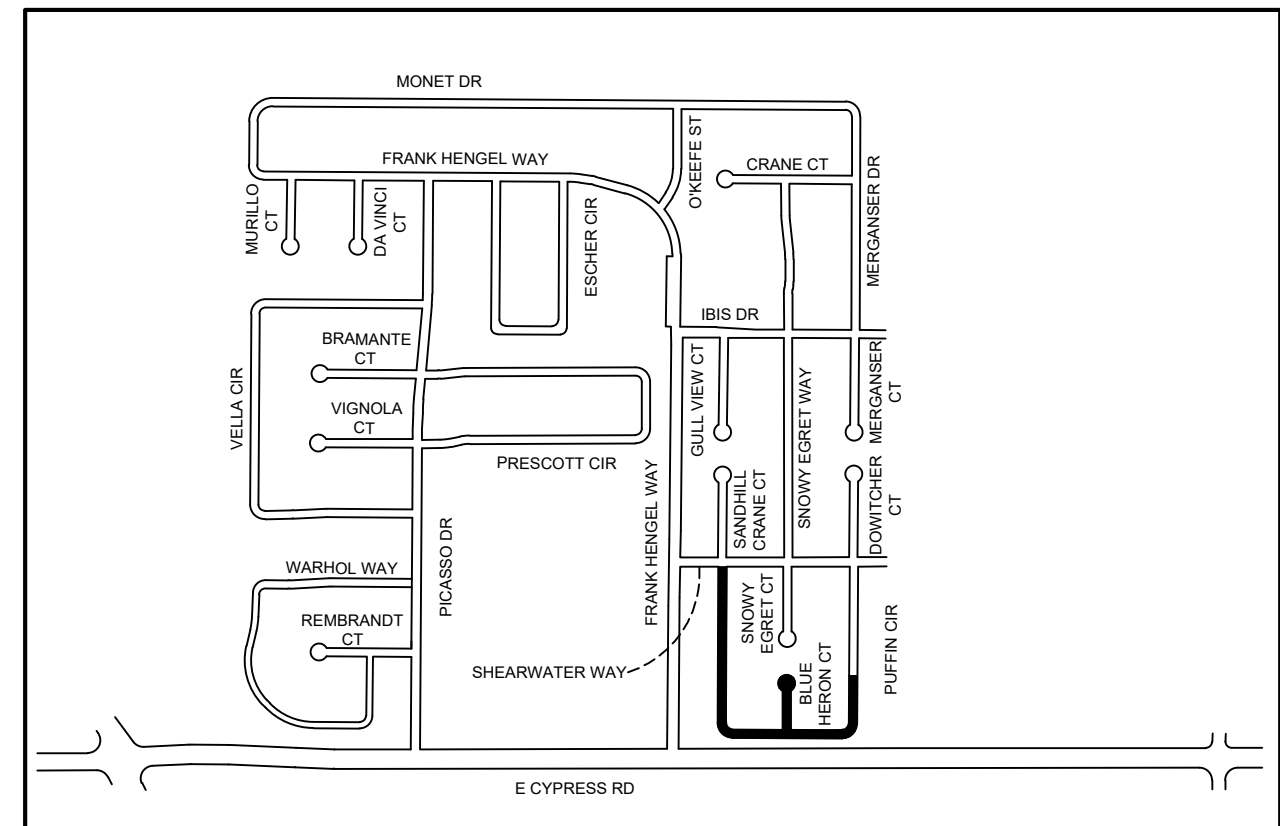 MONET DR
FRANK HENGEL WAY
O'KEEFE ST
CRANE CT
MURILLO
CT
DA VINCI
CT
ESCHER CIR
MERGANSER DR
IBIS DR
BRAMANTE
CT
VELLA CIR
VIGNOLA
CT
PRESCOTT CIR
GULL VIEW CT
SNOWY EGRET WAY
MERGANSER
CT
SANDHILL
CRANE CT
DOWITCHER
CT
PICASSO DR
FRANK HENGEL WAY
WARHOL WAY
REMBRANDT
CT
SHEARWATER WAY
SNOWY
EGRET CT
BLUE
HERON CT
PUFFIN CIR
E CYPRESS RD